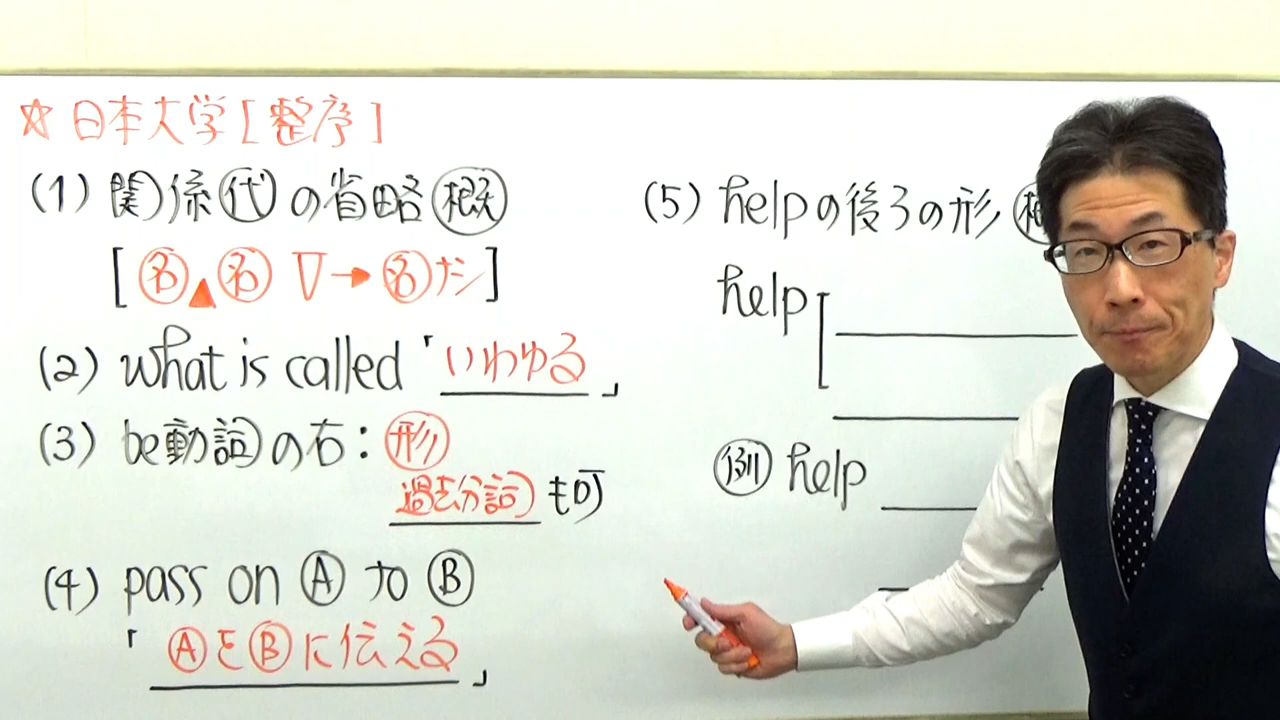 ☆日本大学[整序]
(1)関係代の省略概
[名▲名 V→名ナシ]
(2) what is called「いわゆる」
(3) be動詞の右：形
過去分詞も可
(4) pass on A to B
「AをBに伝える」
(5) helpの後ろの形
help
例 help